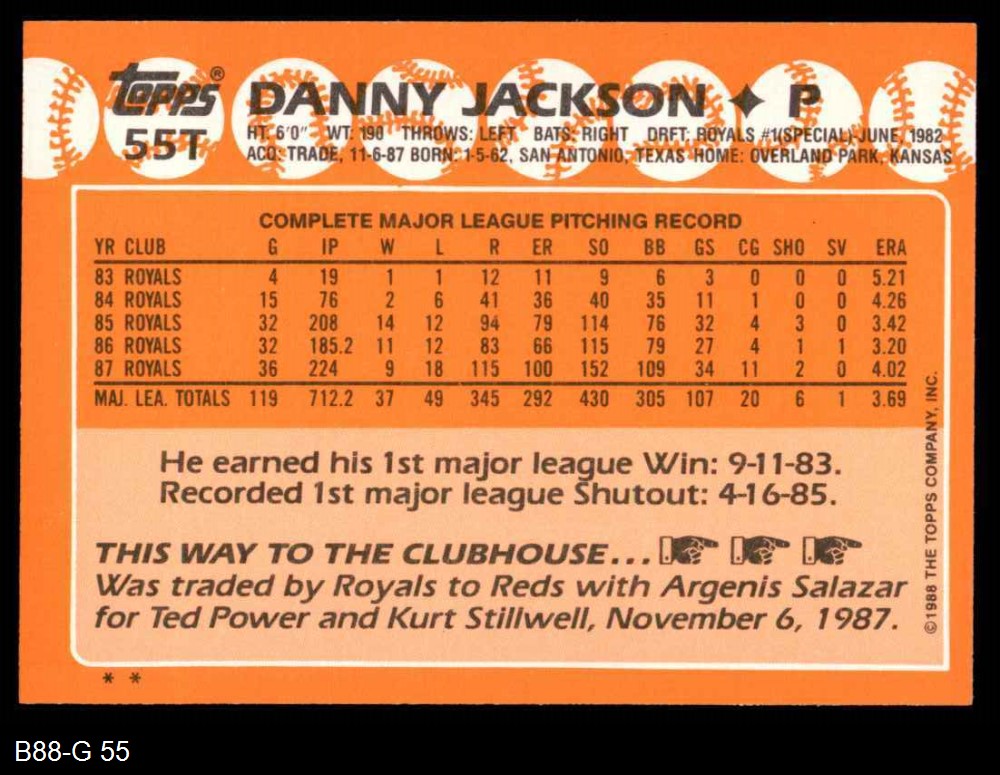 Topps® DANNY JACKSON ✦ P
55T HT: 6'0" WT: 190 THROWS: LEFT BATS: RIGHT DRFT: ROYALS #1(SPECIAL)-JUNE, 1982
ACQ: TRADE, 11-6-87 BORN: 1-5-62, SAN ANTONIO, TEXAS HOME: OVERLAND PARK, KANSAS
COMPLETE MAJOR LEAGUE PITCHING RECORD
YR CLUB G IP W L R ER SO BB GS CG SHO SV ERA
83 ROYALS 4 19 1 1 12 11 9 6 3 0 0 0 5.21
84 ROYALS 15 76 2 6 41 36 40 35 11 1 0 0 4.26
85 ROYALS 32 208 14 12 94 79 114 76 32 4 3 0 3.42
86 ROYALS 32 185.2 11 12 83 66 115 79 27 4 1 1 3.20
87 ROYALS 36 224 9 18 115 100 152 109 34 11 2 0 4.02
MAJ. LEA. TOTALS 119 712.2 37 49 345 292 430 305 107 20 6 1 3.69
He earned his 1st major league Win: 9-11-83.
Recorded 1st major league Shutout: 4-16-85.
THIS WAY TO THE CLUBHOUSE...
Was traded by Royals to Reds with Argenis Salazar
for Ted Power and Kurt Stillwell, November 6, 1987.
©1988 THE TOPPS COMPANY, INC.
* *
B88-G 55